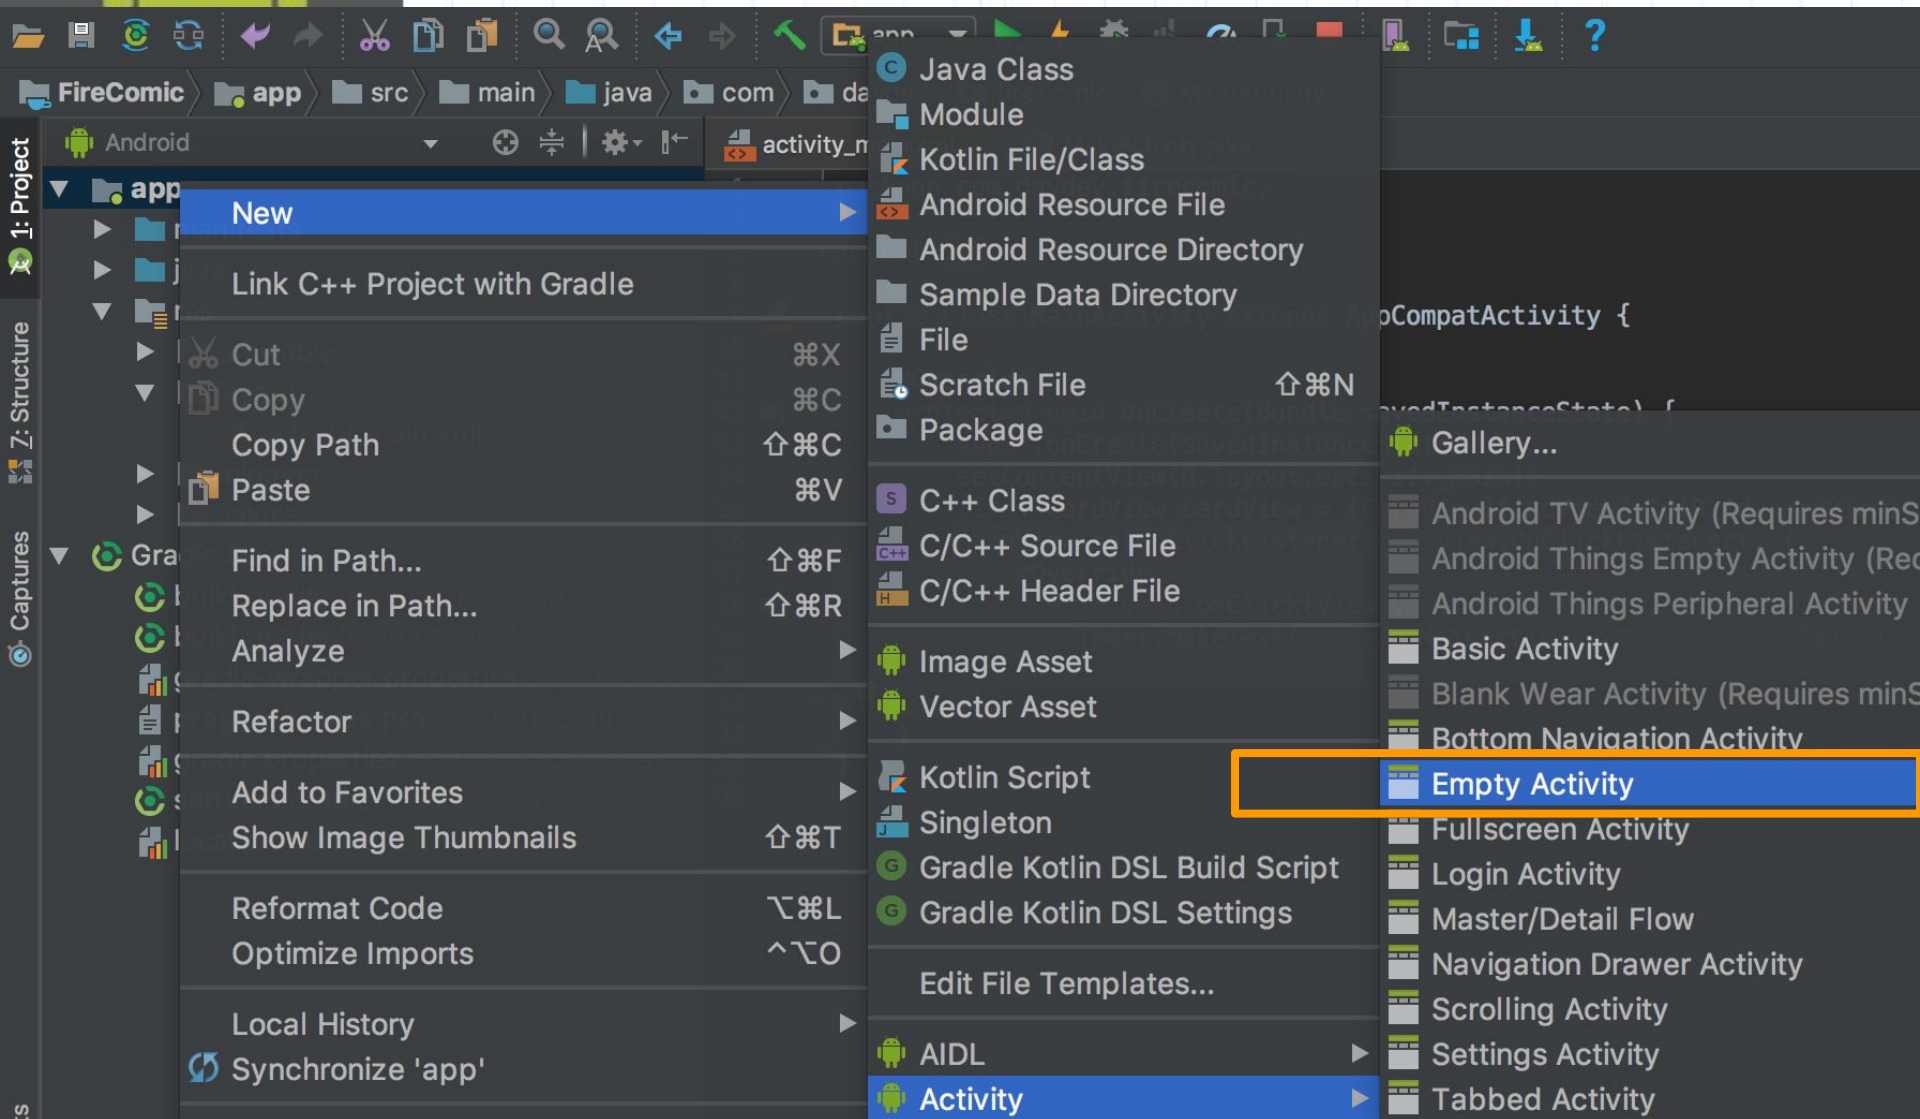 app
FireComic
app
src
main
java
com
da
1: Project
Android
activity_m
app
Z: Structure
Captures
Gra
New
Link C++ Project with Gradle
Cut ⌘X
Copy ⌘C
Copy Path ⇧⌘C
Paste ⌘V
Find in Path... ⇧⌘F
Replace in Path... ⇧⌘R
Analyze
Refactor
Add to Favorites
Show Image Thumbnails ⇧⌘T
Reformat Code ⌥⌘L
Optimize Imports ^⌥O
Local History
Synchronize 'app'
Java Class
Module
Kotlin File/Class
Android Resource File
Android Resource Directory
Sample Data Directory
File
Scratch File ⇧⌘N
Package
C++ Class
C/C++ Source File
C/C++ Header File
Image Asset
Vector Asset
Kotlin Script
Singleton
Gradle Kotlin DSL Build Script
Gradle Kotlin DSL Settings
Edit File Templates...
AIDL
Activity
pCompatActivity {
savedInstanceState) {
Gallery...
Android TV Activity (Requires minS
Android Things Empty Activity (Rec
Android Things Peripheral Activity
Basic Activity
Blank Wear Activity (Requires minS
Bottom Navigation Activity
Empty Activity
Fullscreen Activity
Login Activity
Master/Detail Flow
Navigation Drawer Activity
Scrolling Activity
Settings Activity
Tabbed Activity